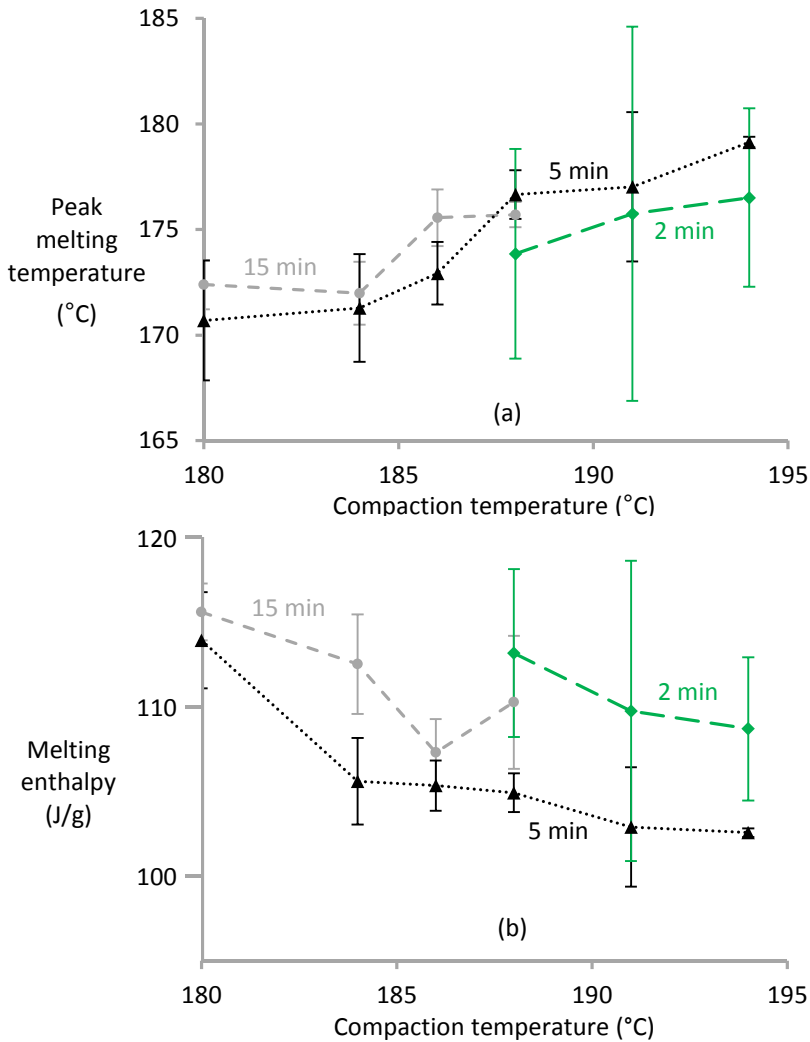 185
180
175
170
165
Peak
melting
temperature
(°C)
15 min
5 min
2 min
(a)
180
185
190
195
Compaction temperature (°C)
120
110
100
Melting
enthalpy
(J/g)
15 min
2 min
5 min
(b)
180
185
190
195
Compaction temperature (°C)